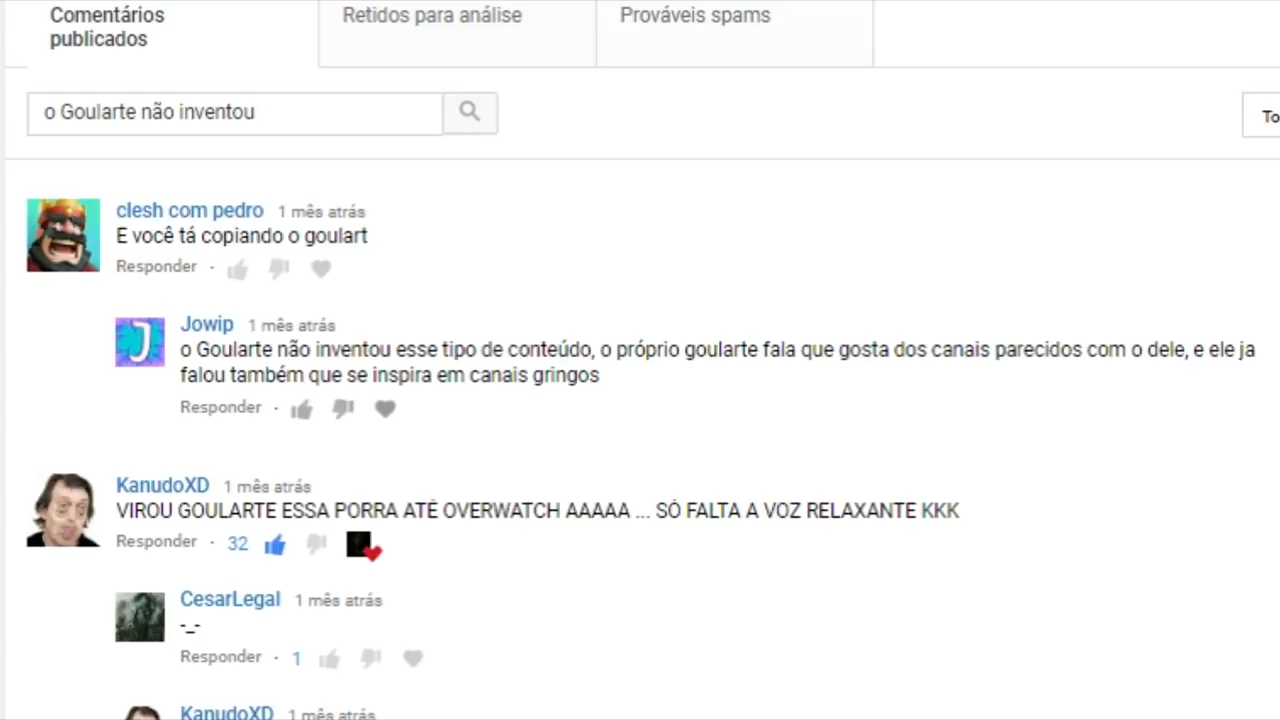 Comentários
publicados
Retidos para análise
Prováveis spams
o Goularte não inventou
To
clesh com pedro 1 mês atrás
E você tá copiando o goulart
Responder ·
J
Jowip 1 mês atrás
o Goularte não inventou esse tipo de conteúdo, o próprio goularte fala que gosta dos canais parecidos com o dele, e ele ja
falou também que se inspira em canais gringos
Responder ·
KanudoXD 1 mês atrás
VIROU GOULARTE ESSA PORRA ATÉ OVERWATCH AAAAA ... SÓ FALTA A VOZ RELAXANTE KKK
Responder · 32
CesarLegal 1 mês atrás
-_-
Responder · 1
KanudoXD 1 mês atrás